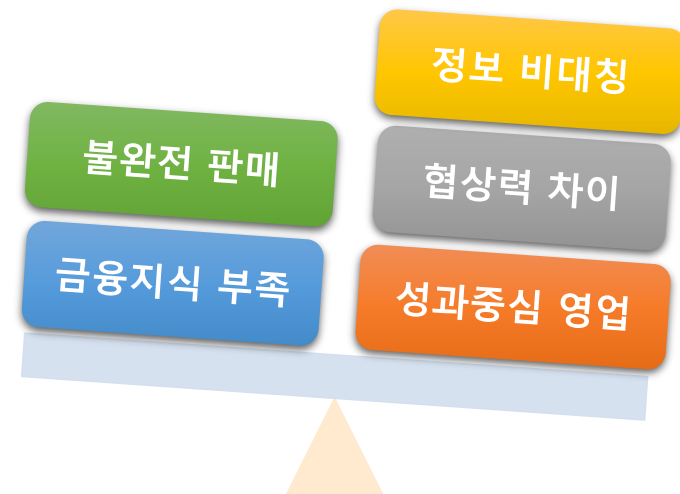 불완전 판매
금융지식 부족
정보 비대칭
협상력 차이
성과중심 영업